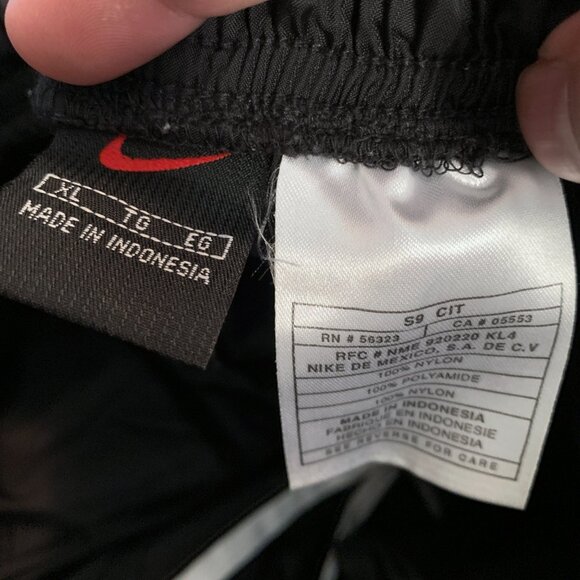 XL TG EG
MADE IN INDONESIA
S9 CIT
RN # 56323 CA # 05553
RFC # NME 920220 KL4
NIKE DE MEXICO, S.A. DE C.V
100% NYLON
100% POLYAMIDE
100% NYLON
MADE IN INDONESIA
FABRIQUE EN INDONESIE
HECHO EN INDONESIA
SEE REVERSE FOR CARE